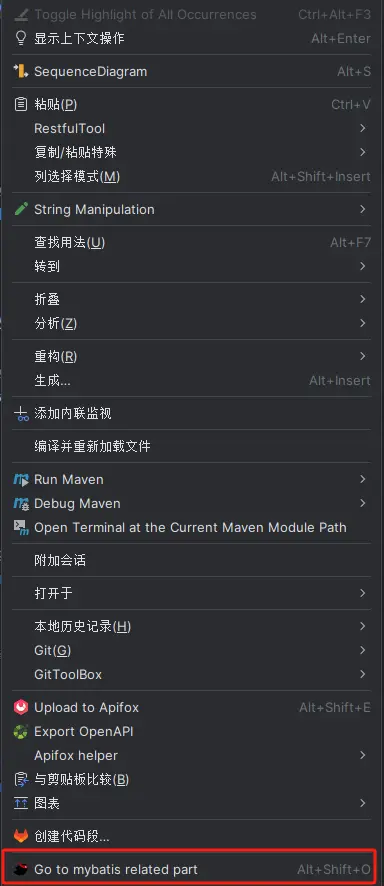 Toggle Highlight of All Occurrences Ctrl+Alt+F3
显示上下文操作 Alt+Enter
SequenceDiagram Alt+S
粘贴(P) Ctrl+V
RestfulTool
复制/粘贴特殊
列选择模式(M) Alt+Shift+Insert
String Manipulation
查找用法(U) Alt+F7
转到
折叠
分析(Z)
重构(R)
生成... Alt+Insert
添加内联监视
编译并重新加载文件
Run Maven
Debug Maven
Open Terminal at the Current Maven Module Path
附加会话
打开于
本地历史记录(H)
Git(G)
GitToolBox
Upload to Apifox Alt+Shift+E
Export OpenAPI
Apifox helper
与剪贴板比较(B)
图表
创建代码段...
Go to mybatis related part Alt+Shift+O